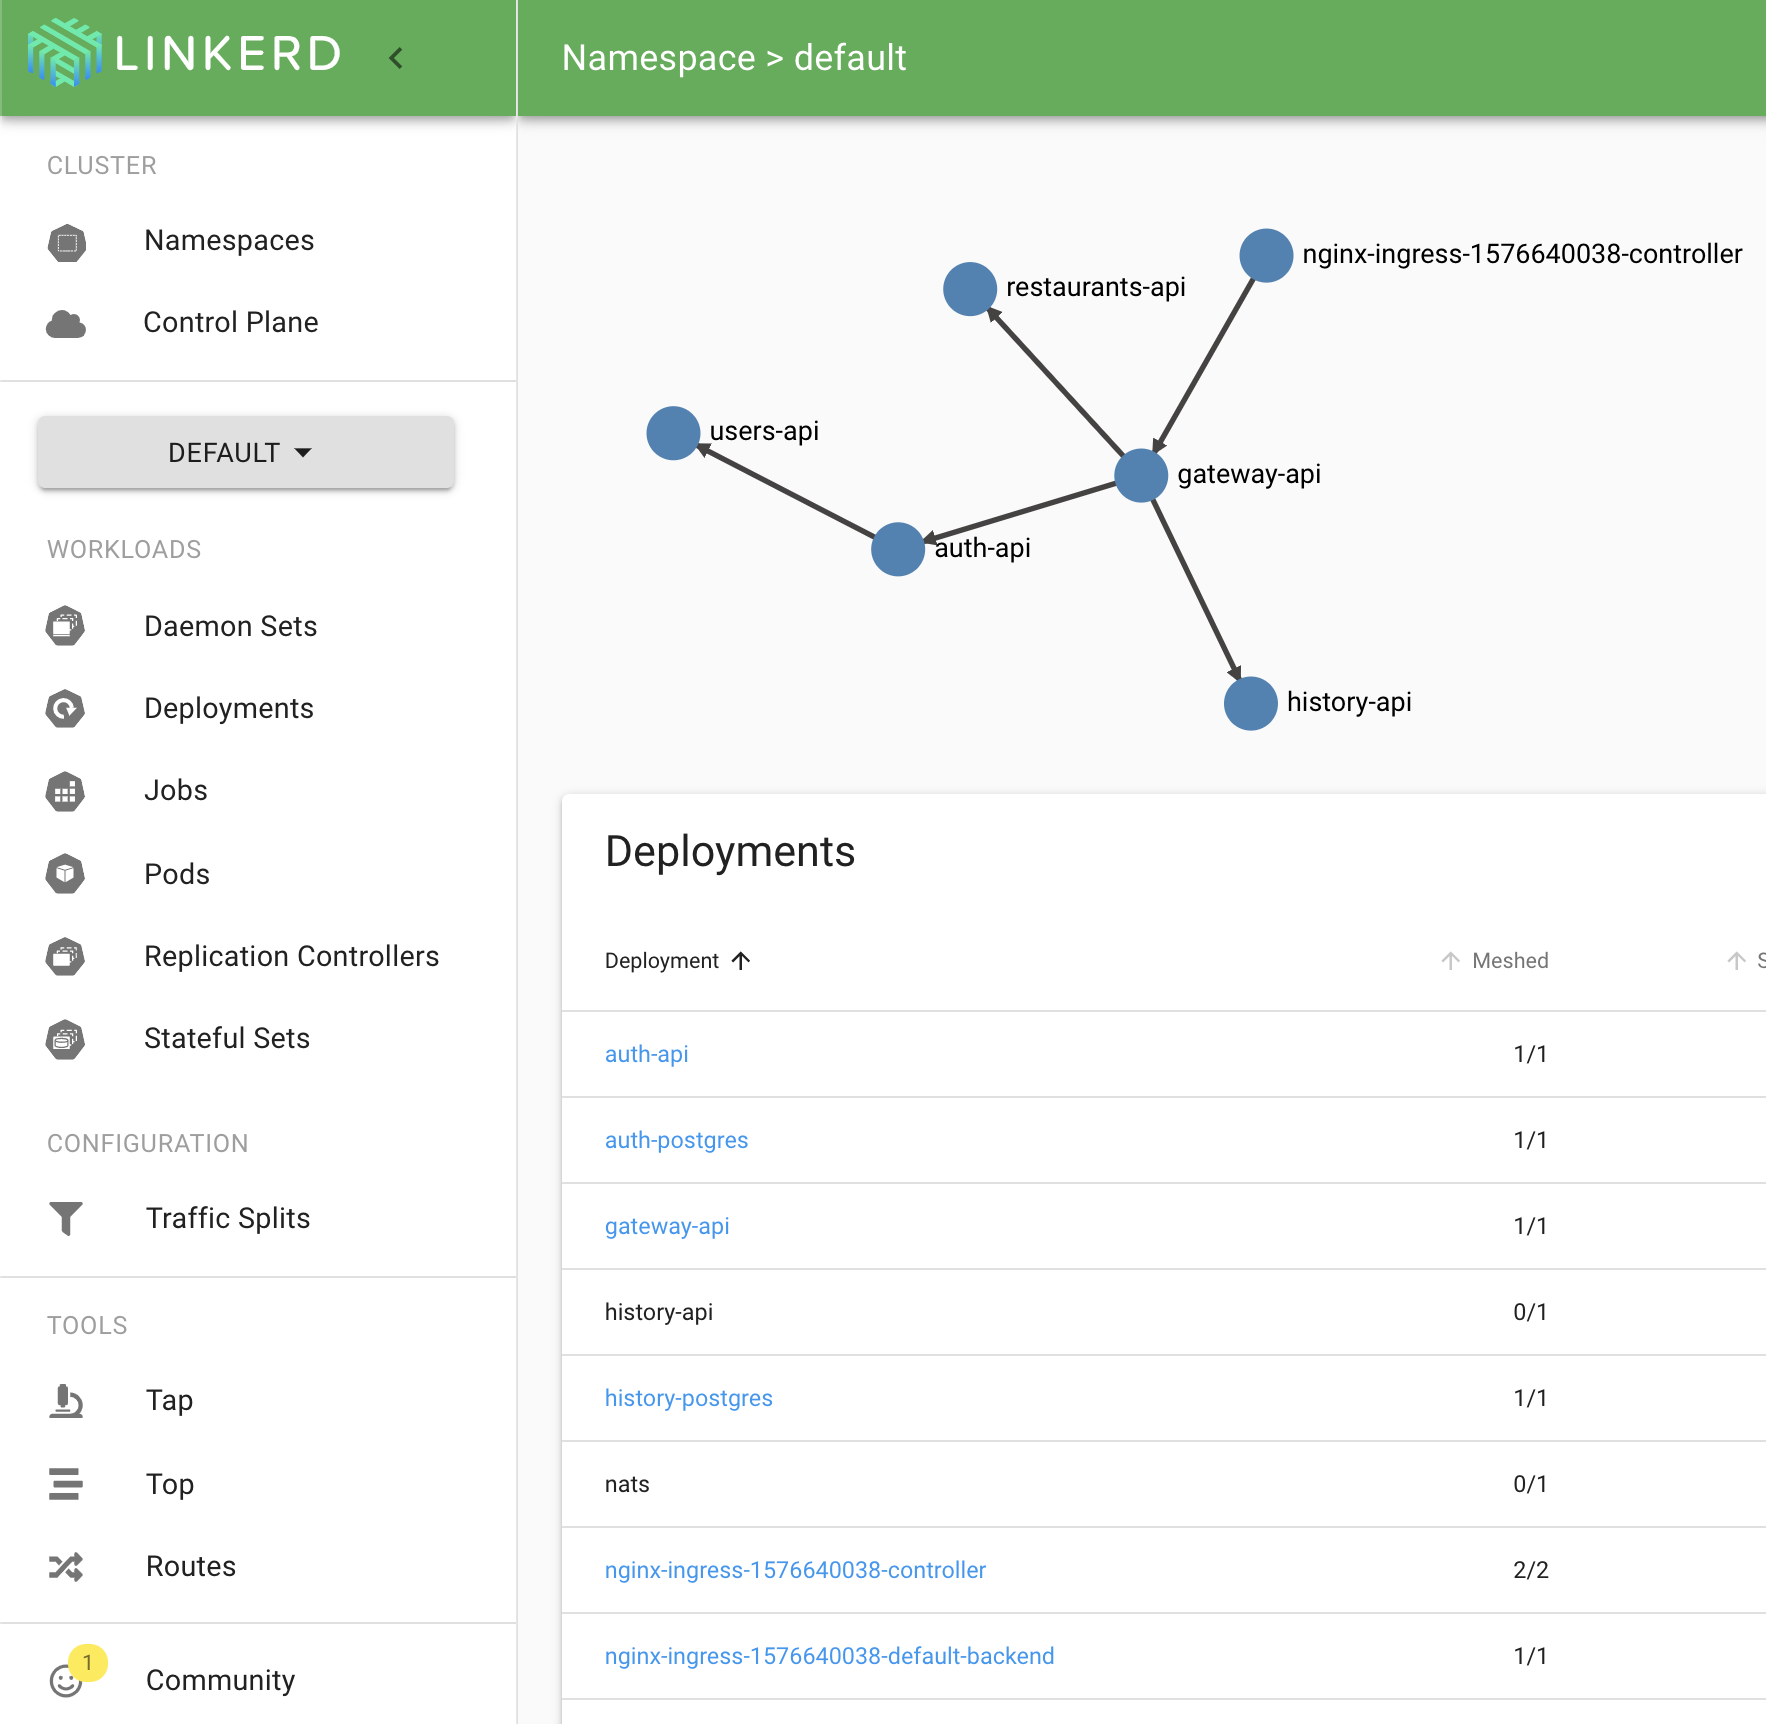 LINKERD
Namespace > default
CLUSTER
Namespaces
Control Plane
DEFAULT
WORKLOADS
Daemon Sets
Deployments
Jobs
Pods
Replication Controllers
Stateful Sets
CONFIGURATION
Traffic Splits
TOOLS
Tap
Top
Routes
1
Community
nginx-ingress-1576640038-controller
restaurants-api
users-api
gateway-api
auth-api
history-api
Deployments
Deployment Meshed S
auth-api 1/1
auth-postgres 1/1
gateway-api 1/1
history-api 0/1
history-postgres 1/1
nats 0/1
nginx-ingress-1576640038-controller 2/2
nginx-ingress-1576640038-default-backend 1/1